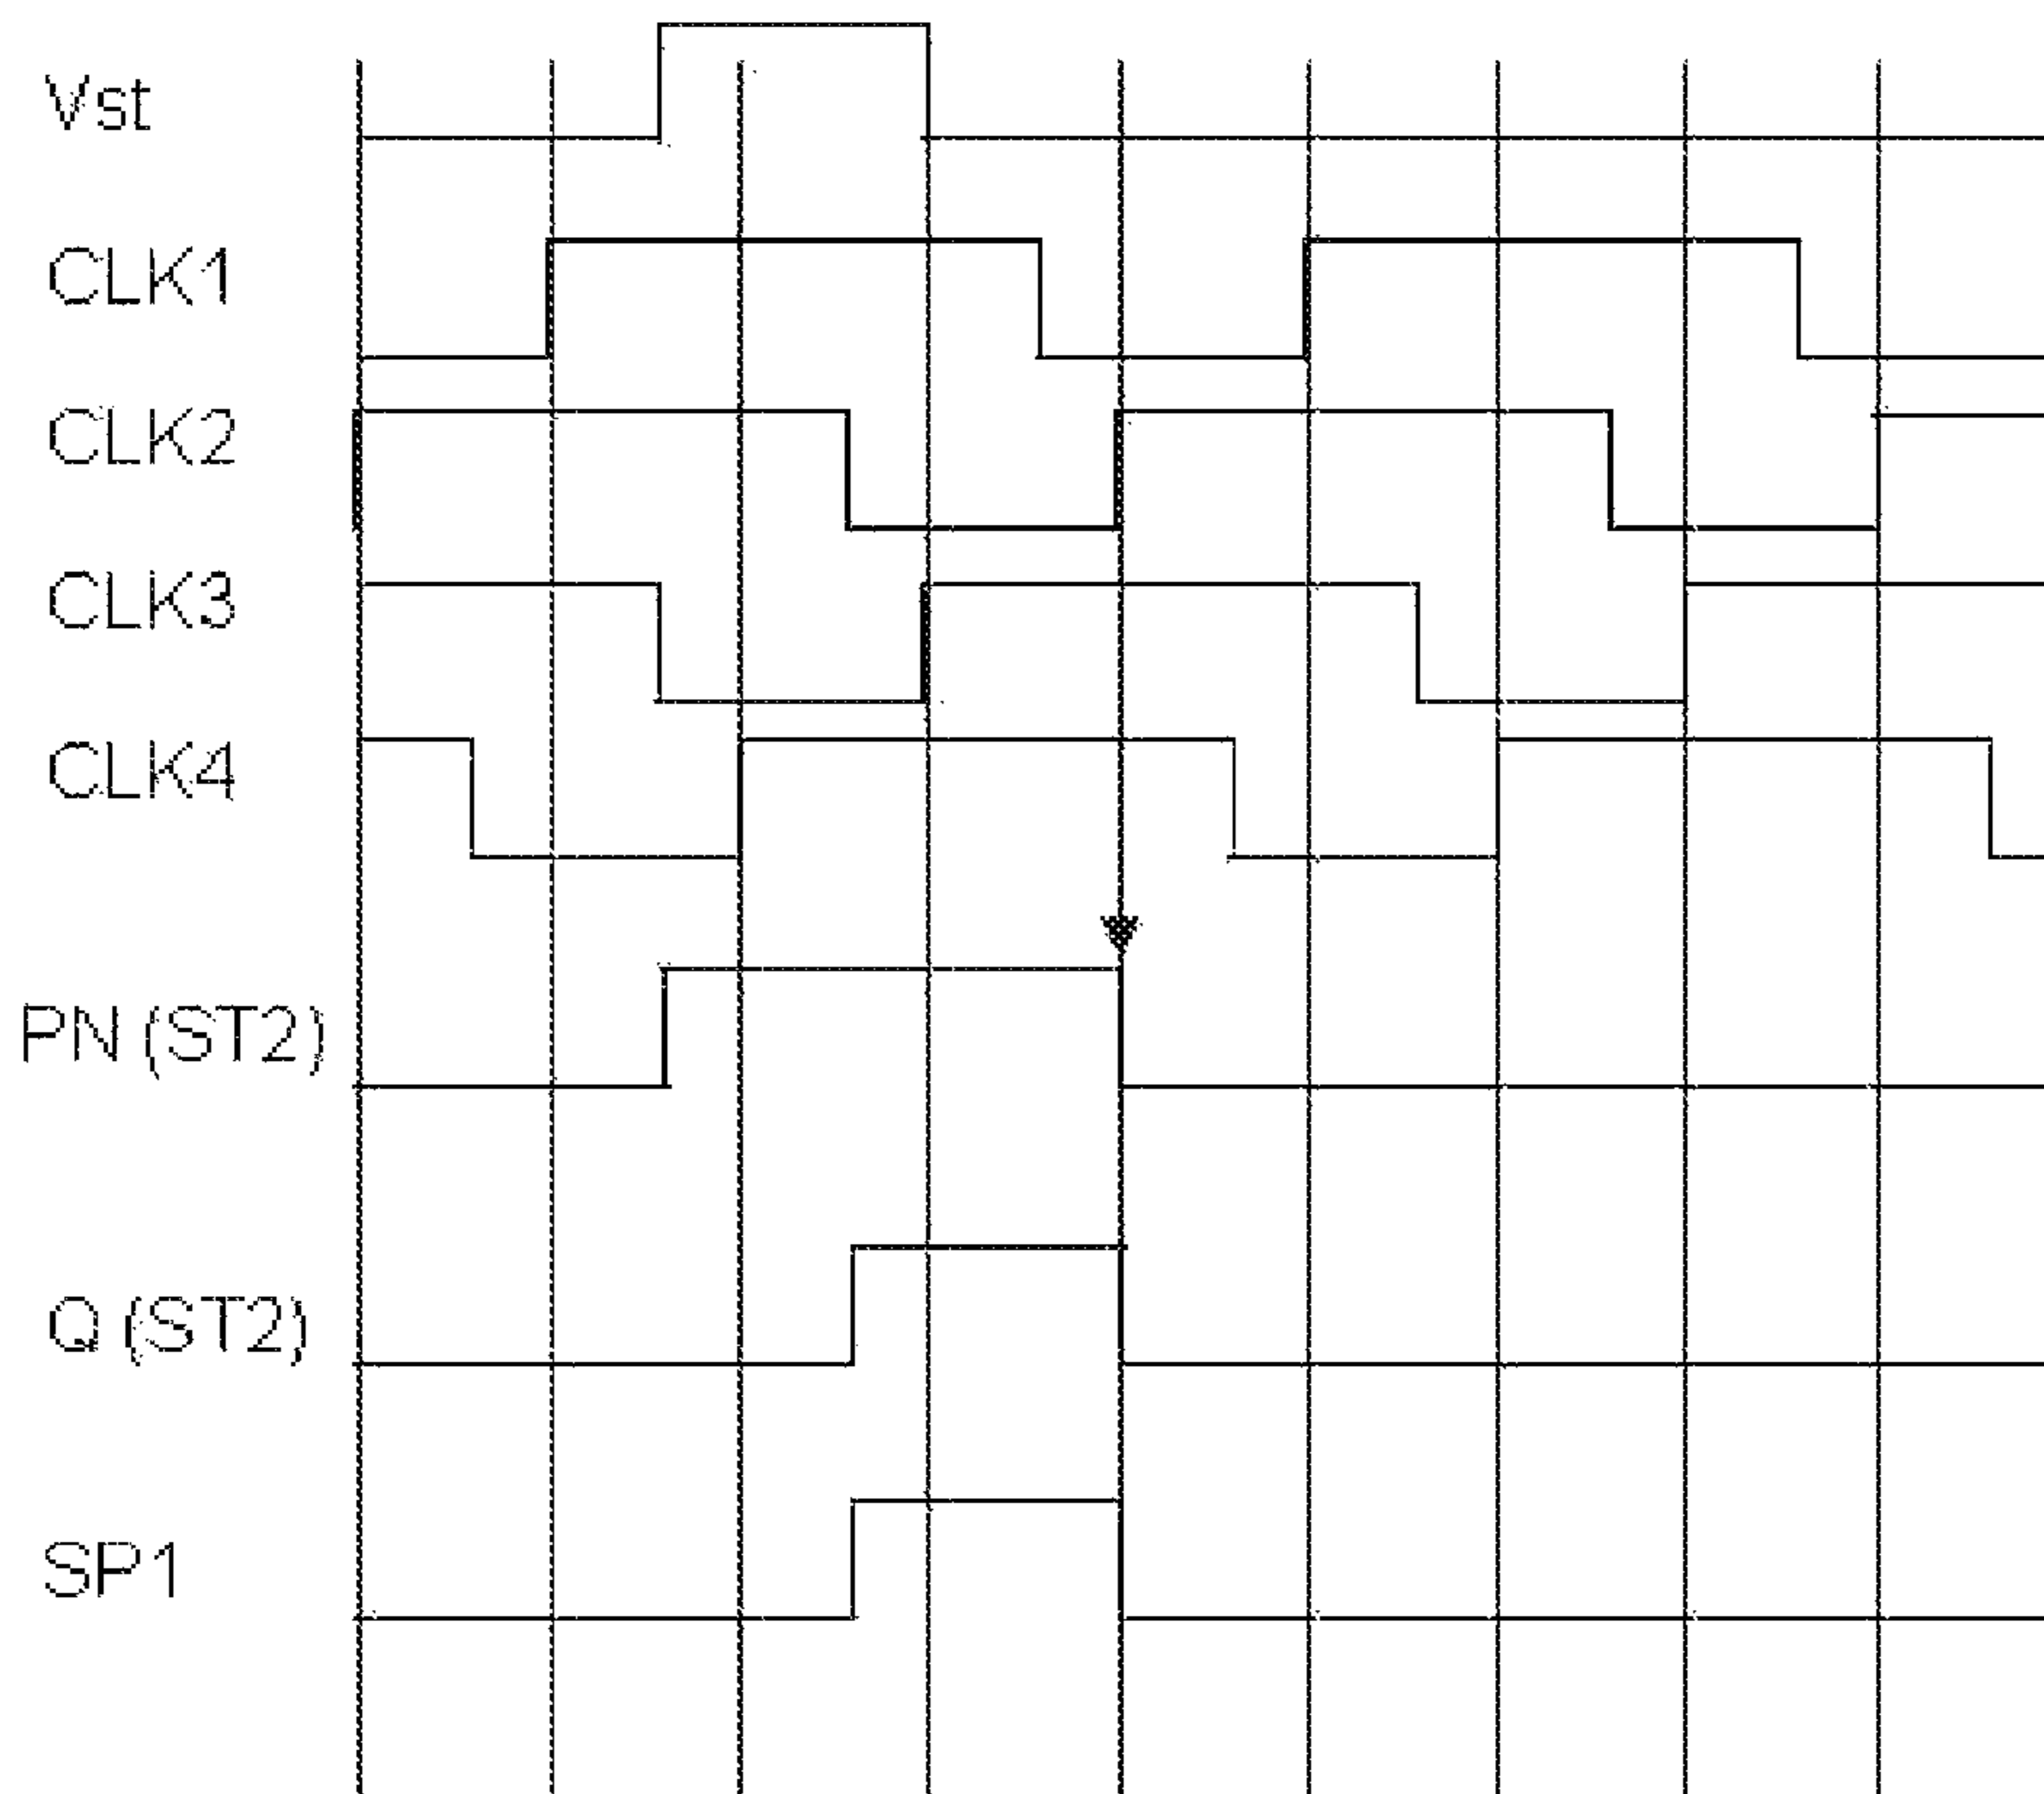 Vst
CLK1
CLK2
CLK3
CLK4
PN (ST2)
Q (ST2)
SP1